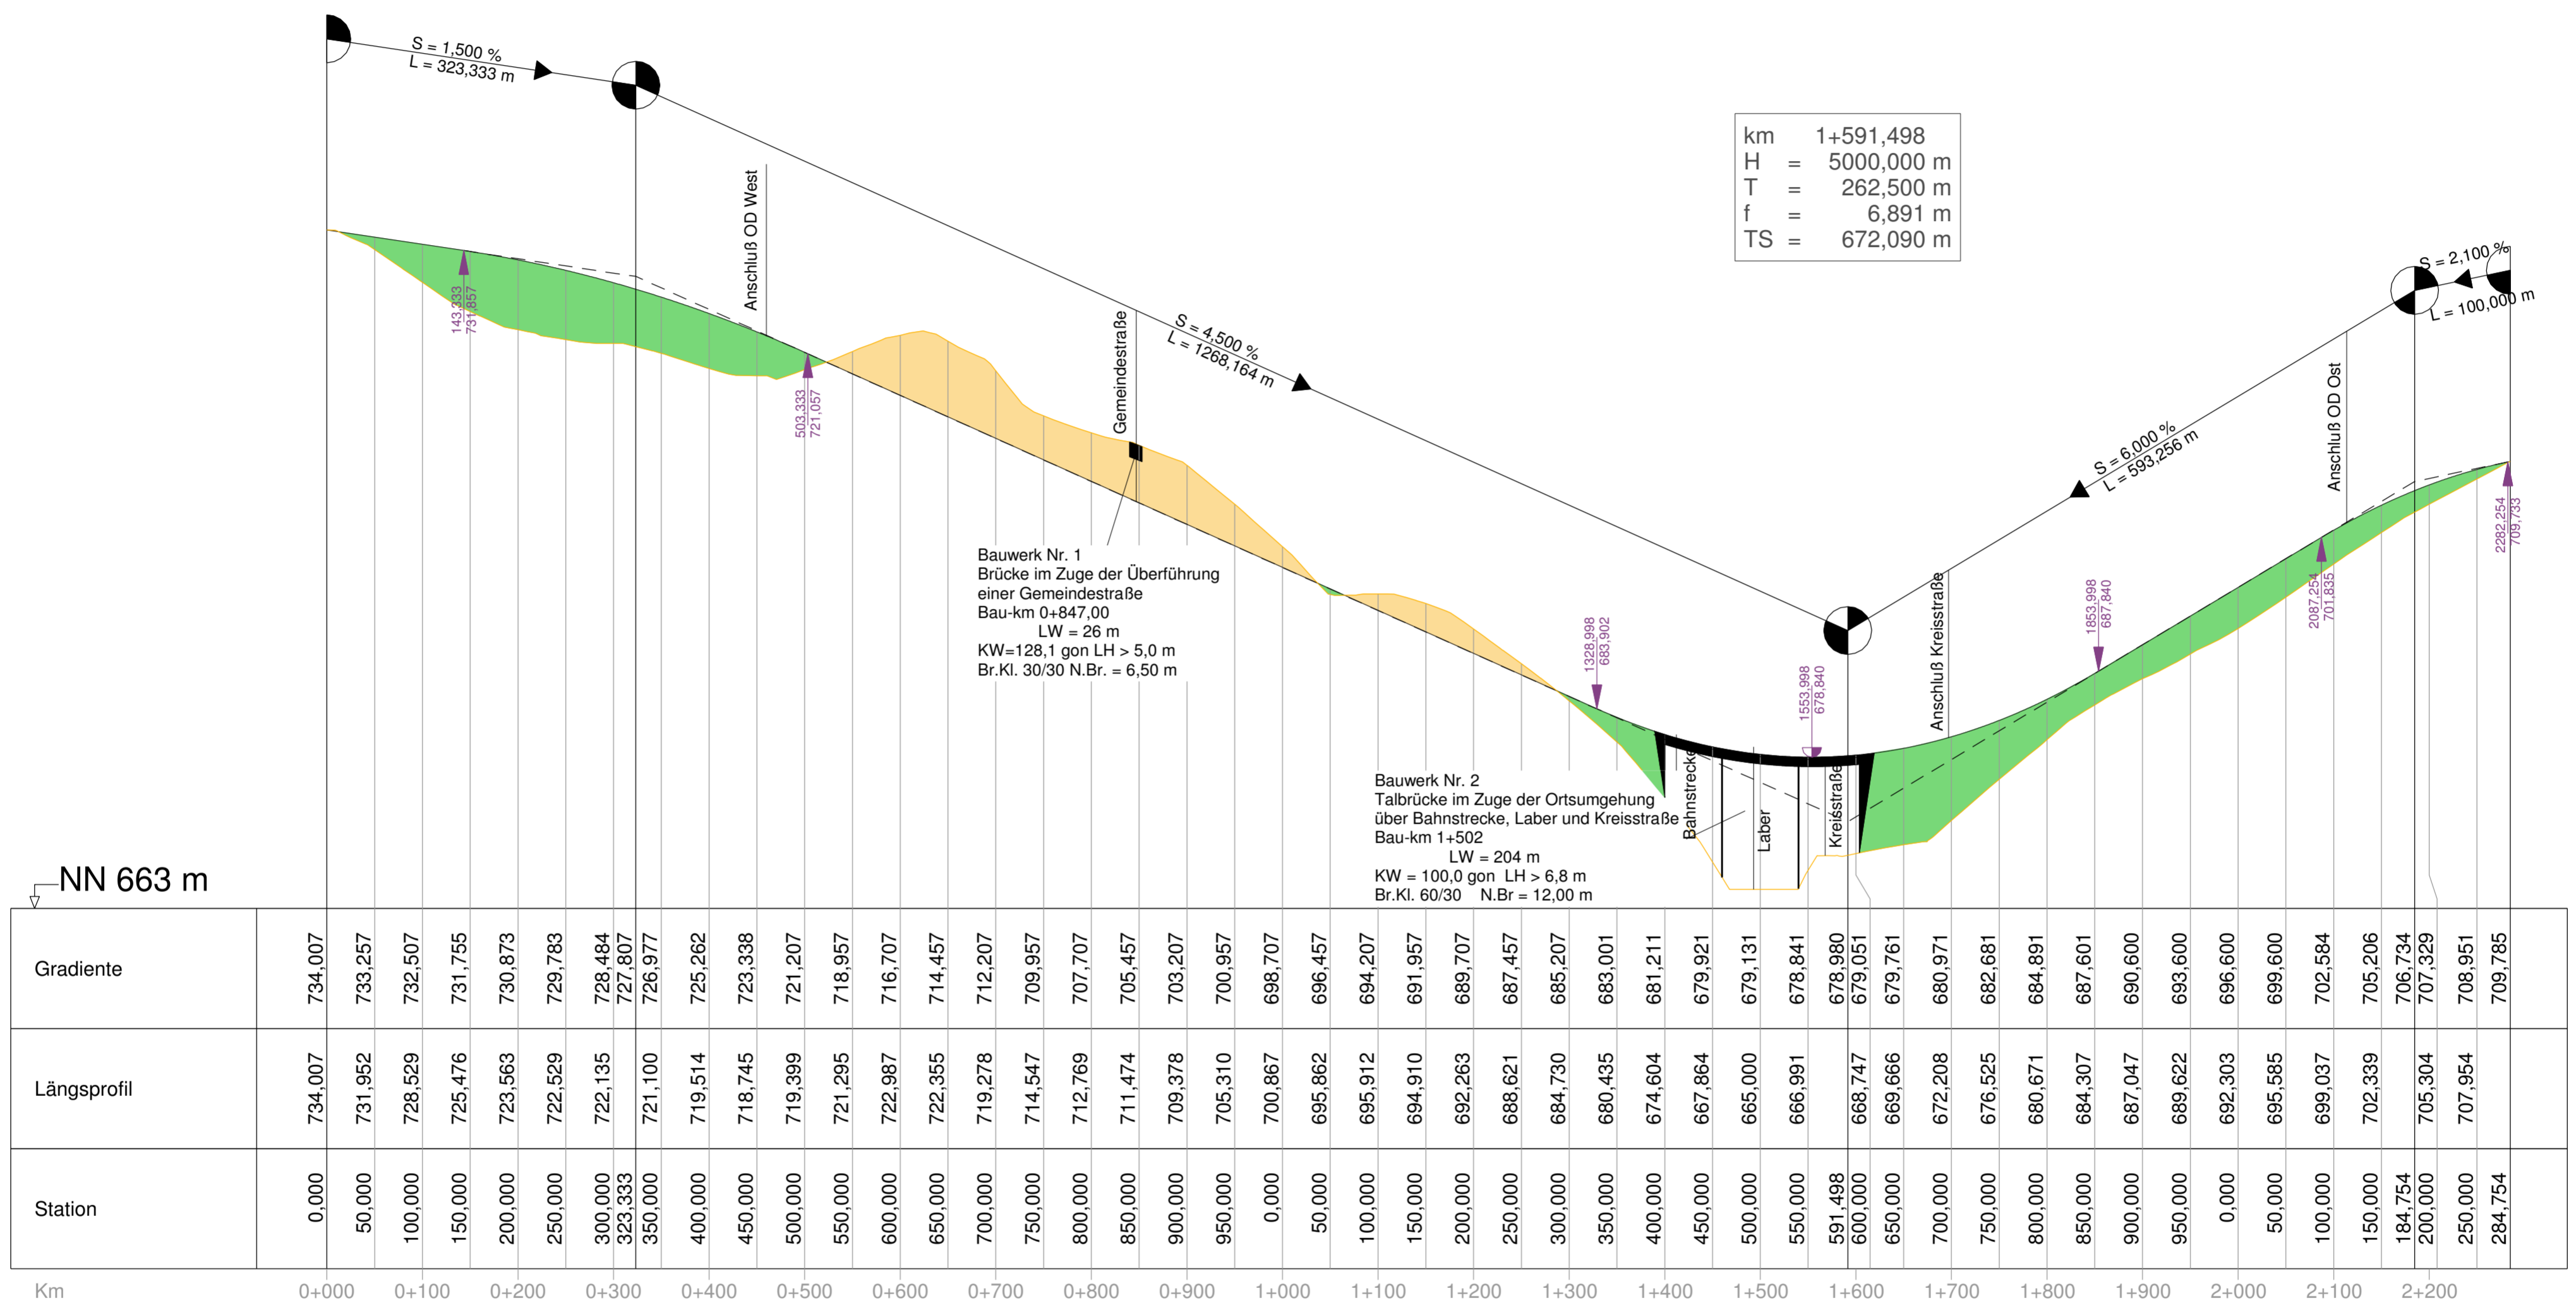 S = 1,500 %
L = 323,333 m
km 1+591,498
H = 5000,000 m
T = 262,500 m
f = 6,891 m
TS = 672,090 m
S = 2,100 %
L = 100,000 m
Anschluß OD West
143,333
731,857
503,333
721,057
Gemeindestraße
S = 4,500 %
L = 1268,164 m
Anschluß OD Ost
S = 6,000 %
L = 593,256 m
2282,254
709,733
Bauwerk Nr. 1
Brücke im Zuge der Überführung
einer Gemeindestraße
Bau-km 0+847,00
LW = 26 m
KW=128,1 gon LH > 5,0 m
Br.Kl. 30/30 N.Br. = 6,50 m
1328,998
683,902
1553,998
678,840
Anschluß Kreisstraße
1853,998
687,840
2087,254
701,835
Bauwerk Nr. 2
Talbrücke im Zuge der Ortsumgehung
über Bahnstrecke, Laber und Kreisstraße
Bau-km 1+502
LW = 204 m
KW = 100,0 gon LH > 6,8 m
Br.Kl. 60/30 N.Br = 12,00 m
Bahnstrecke
Laber
Kreisstraße
NN 663 m
Gradiente 734,007 733,257 732,507 731,755 730,873 729,783 728,484 727,807 726,977 725,262 723,338 721,207 718,957 716,707 714,457 712,207 709,957 707,707 705,457 703,207 700,957 698,707 696,457 694,207 691,957 689,707 687,457 685,207 683,001 681,211 679,921 679,131 678,841 678,980 679,051 679,761 680,971 682,681 684,891 687,601 690,600 693,600 696,600 699,600 702,584 705,206 706,734 707,329 708,951 709,785
Längsprofil 734,007 731,952 728,529 725,476 723,563 722,529 722,135 721,100 719,514 718,745 719,399 721,295 722,987 722,355 719,278 714,547 712,769 711,474 709,378 705,310 700,867 695,862 695,912 694,910 692,263 688,621 684,730 680,435 674,604 667,864 665,000 666,991 668,747 669,666 672,208 676,525 680,671 684,307 687,047 689,622 692,303 695,585 699,037 702,339 705,304 707,954
Station 0,000 50,000 100,000 150,000 200,000 250,000 300,000 323,333 350,000 400,000 450,000 500,000 550,000 600,000 650,000 700,000 750,000 800,000 850,000 900,000 950,000 0,000 50,000 100,000 150,000 200,000 250,000 300,000 350,000 400,000 450,000 500,000 550,000 591,498 600,000 650,000 700,000 750,000 800,000 850,000 900,000 950,000 0,000 50,000 100,000 150,000 184,754 200,000 250,000 284,754
Km 0+000 0+100 0+200 0+300 0+400 0+500 0+600 0+700 0+800 0+900 1+000 1+100 1+200 1+300 1+400 1+500 1+600 1+700 1+800 1+900 2+000 2+100 2+200